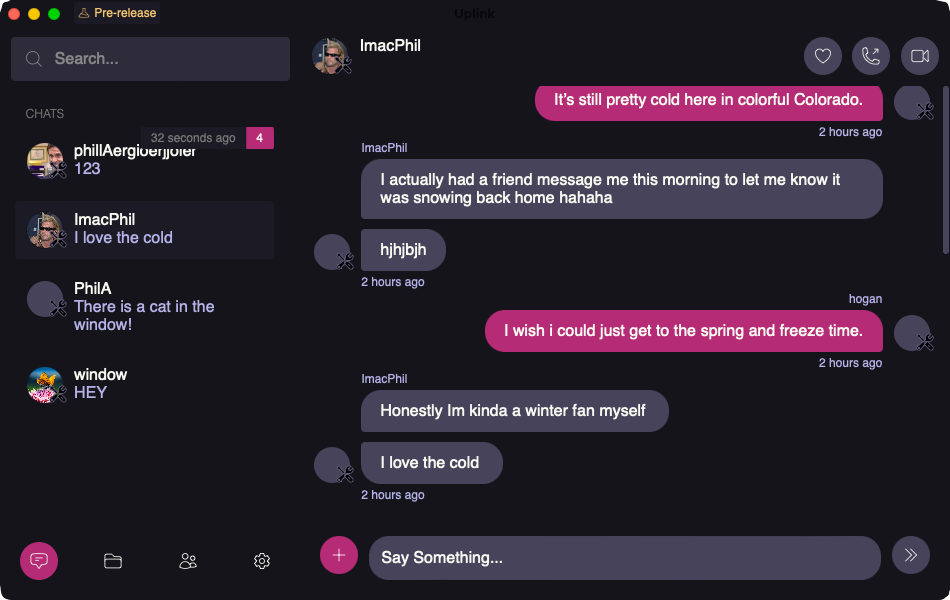 Pre-release
Uplink
Search...
CHATS
32 seconds ago
4
123
ImacPhil
I love the cold
PhilA
There is a cat in the
window!
window
HEY
ImacPhil
It's still pretty cold here in colorful Colorado.
2 hours ago
ImacPhil
I actually had a friend message me this morning to let me know it
was snowing back home hahaha
hjhjbjh
2 hours ago
hogan
I wish i could just get to the spring and freeze time.
2 hours ago
ImacPhil
Honestly Im kinda a winter fan myself
I love the cold
2 hours ago
Say Something...